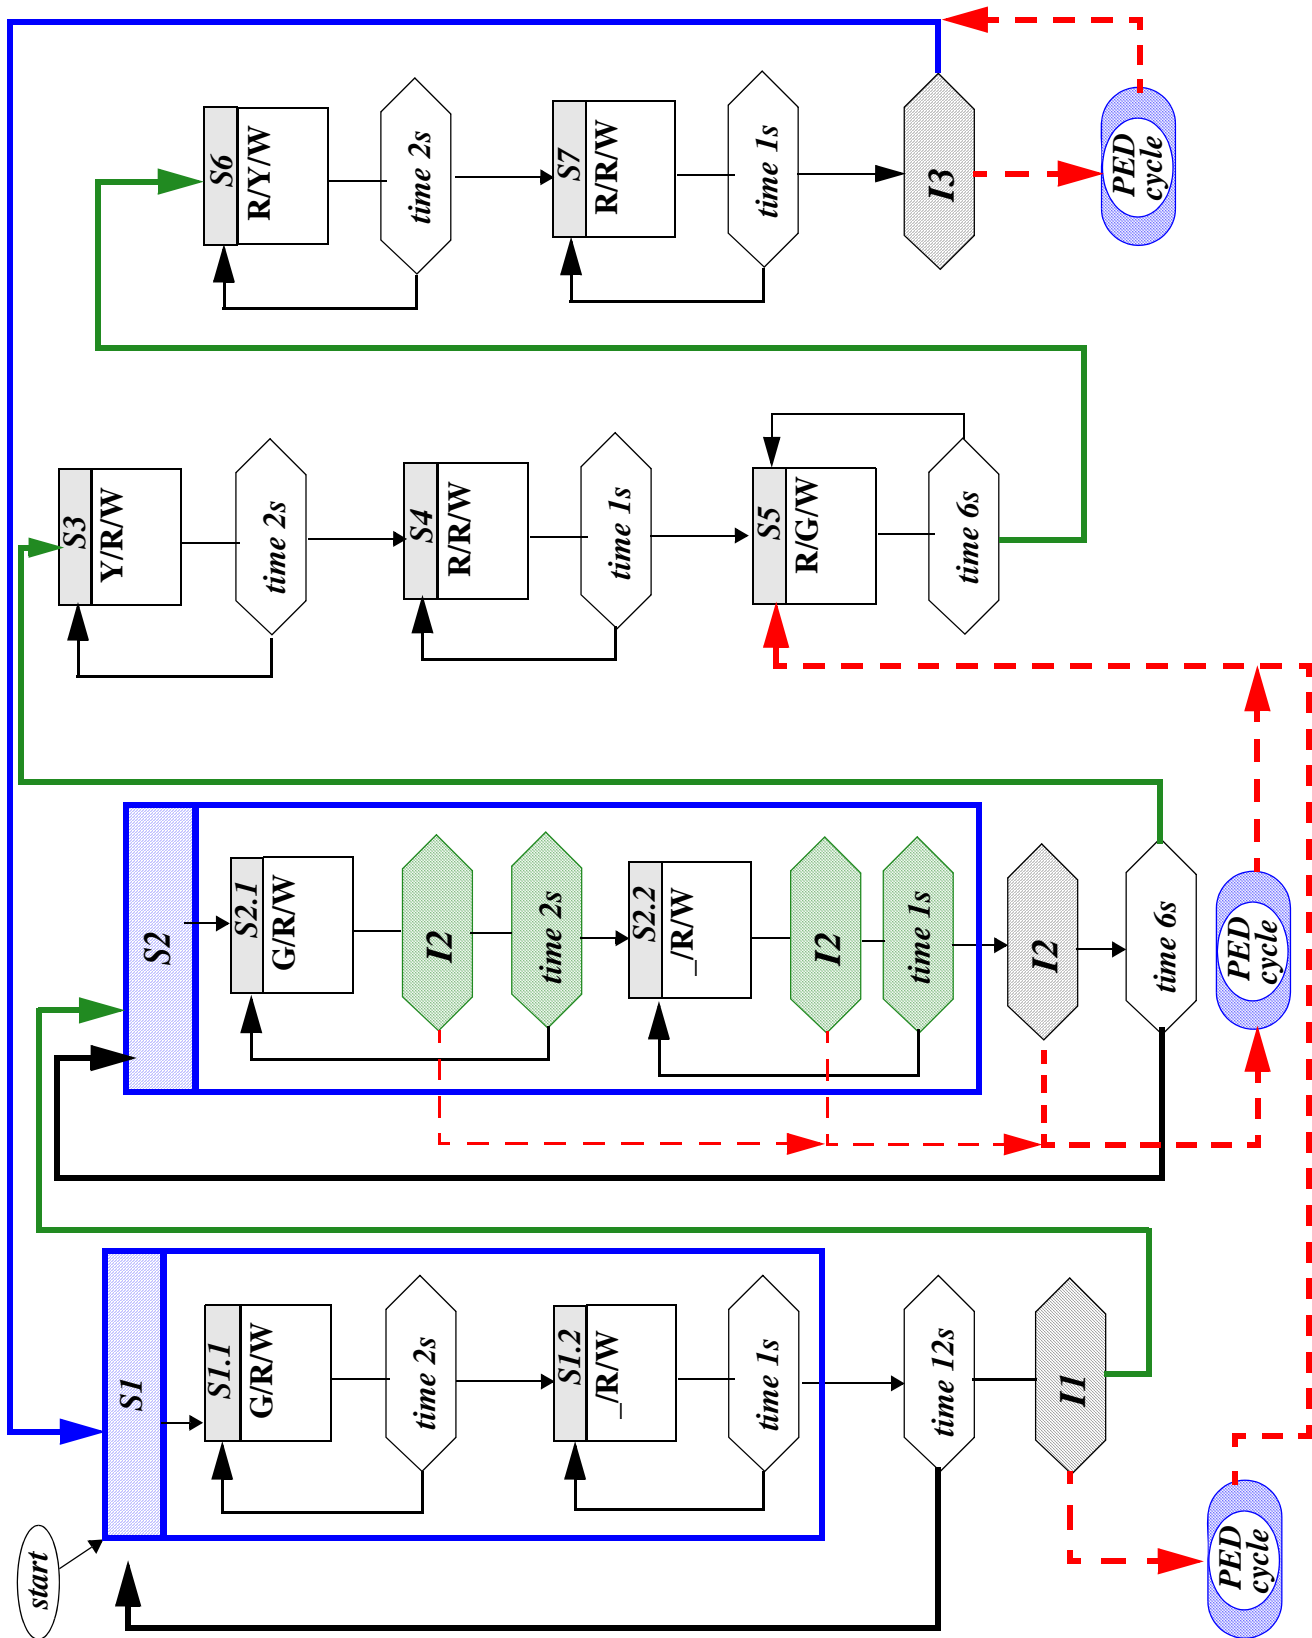 start
S1
S1.1
G/R/W
time 2s
S1.2
_/R/W
time 1s
time 12s
I1
PED
cycle
S2
S2.1
G/R/W
I2
time 2s
S2.2
_/R/W
I2
time 1s
I2
time 6s
PED
cycle
S3
Y/R/W
time 2s
S4
R/R/W
time 1s
S5
R/G/W
time 6s
S6
R/Y/W
time 2s
S7
R/R/W
time 1s
I3
PED
cycle